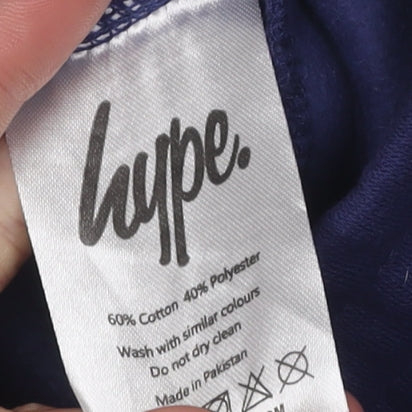 hype.
60% Cotton 40% Polyester
Wash with similar colours
Do not dry clean
Made in Pakistan